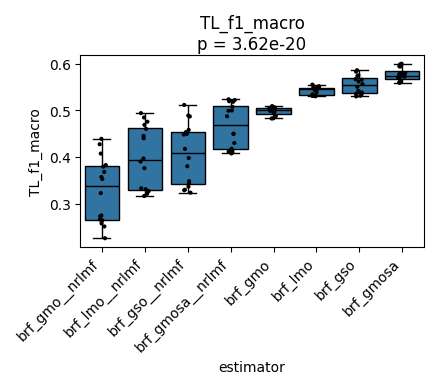 TL_f1_macro
p = 3.62e-20
TL_f1_macro
0.6
0.5
0.4
0.3
brf_gmo__nrlmf
brf_lmo__nrlmf
brf_gso__nrlmf
brf_gmosa__nrlmf
brf_gmo
brf_lmo
brf_gso
brf_gmosa
estimator